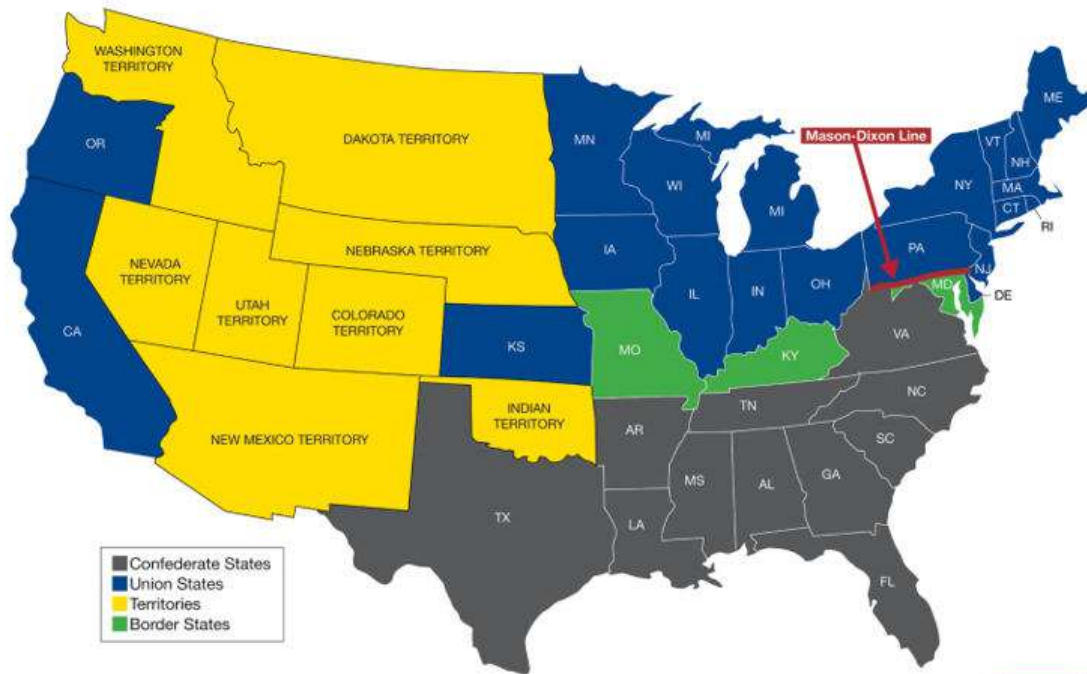 WASHINGTON
TERRITORY
OR
DAKOTA TERRITORY
MN
MI
Mason-Dixon Line
ME
VT
NH
WI
MI
NY
MA
CT
RI
NEBRASKA TERRITORY
IA
PA
NJ
NEVADA
TERRITORY
UTAH
TERRITORY
COLORADO
TERRITORY
IL
IN
OH
MD
DE
CA
KS
MO
KY
VA
NEW MEXICO TERRITORY
INDIAN
TERRITORY
TN
NC
AR
SC
MS
AL
GA
TX
LA
FL
Confederate States
Union States
Territories
Border States